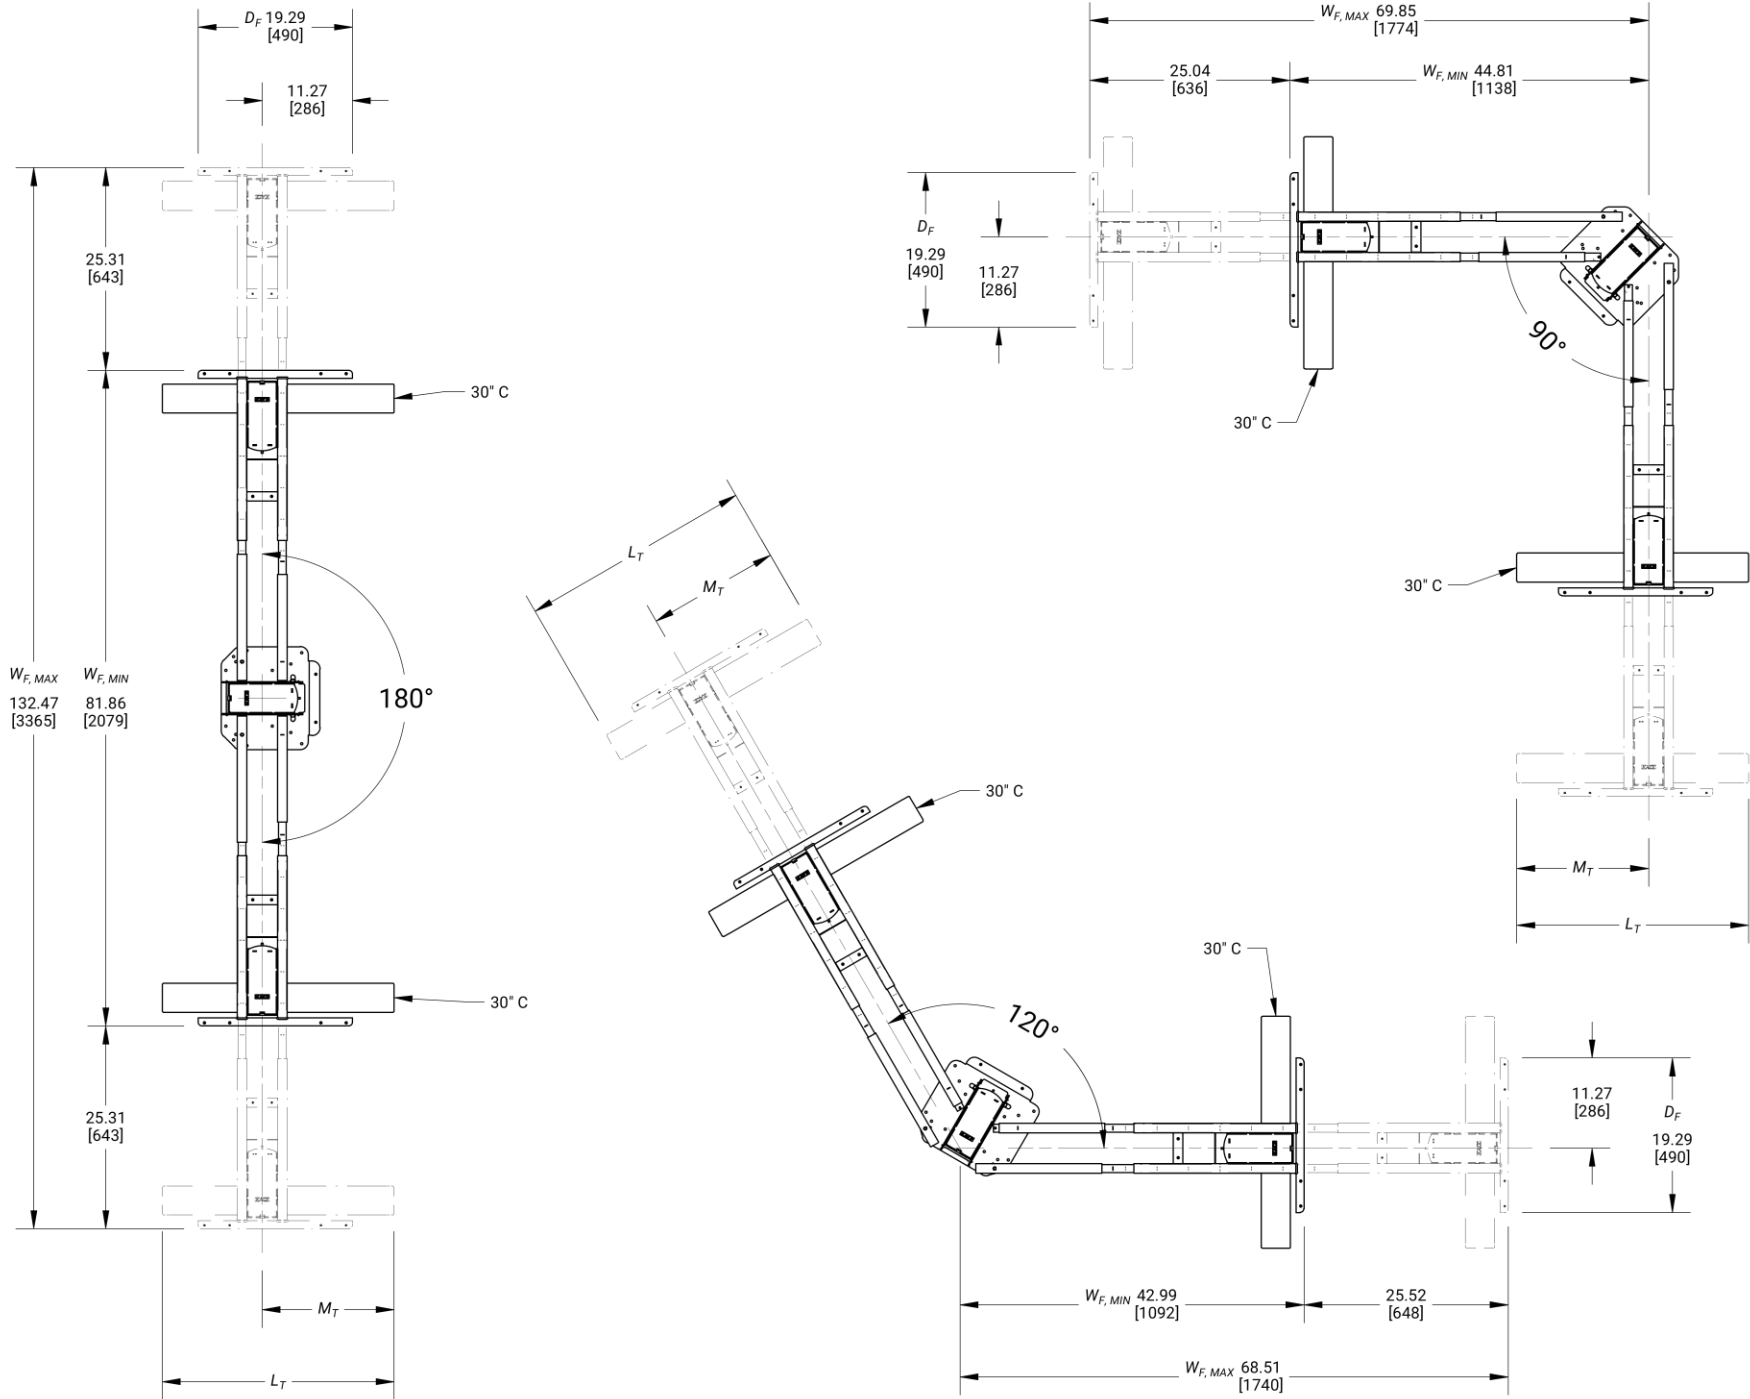 D_F 19.29
[490]
11.27
[286]
25.31
[643]
W_F, MAX
132.47
[3365]
W_F, MIN
81.86
[2079]
25.31
[643]
30" C
180°
30" C
M_T
L_T
W_F, MAX 69.85
[1774]
25.04
[636]
W_F, MIN 44.81
[1138]
D_F
19.29
[490]
11.27
[286]
90°
30" C
30" C
M_T
L_T
L_T
M_T
30" C
120°
30" C
11.27
[286]
D_F
19.29
[490]
W_F, MIN 42.99
[1092]
25.52
[648]
W_F, MAX 68.51
[1740]